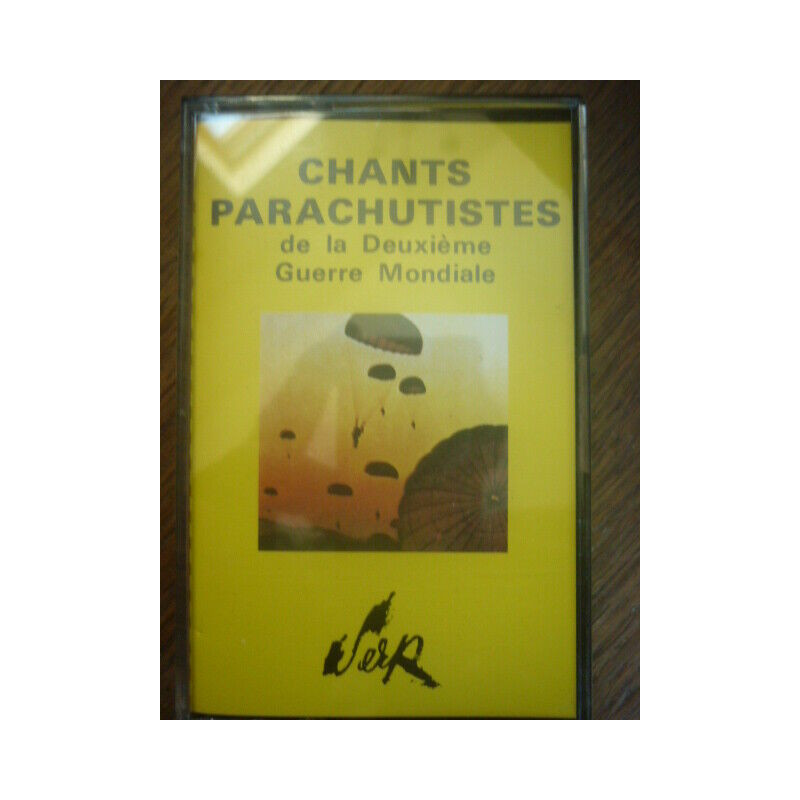 CHANTS
PARACHUTISTES
de la Deuxième
Guerre Mondiale
SERP